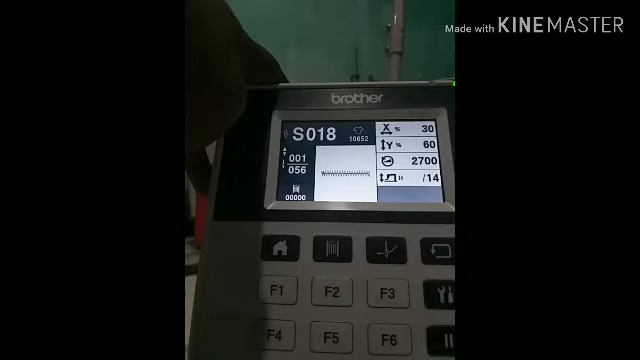 Made with KINEMASTER
brother
S018
10652
001
056
00000
X % 30
Y % 60
2700
H /14
F1 F2 F3
F4 F5 F6